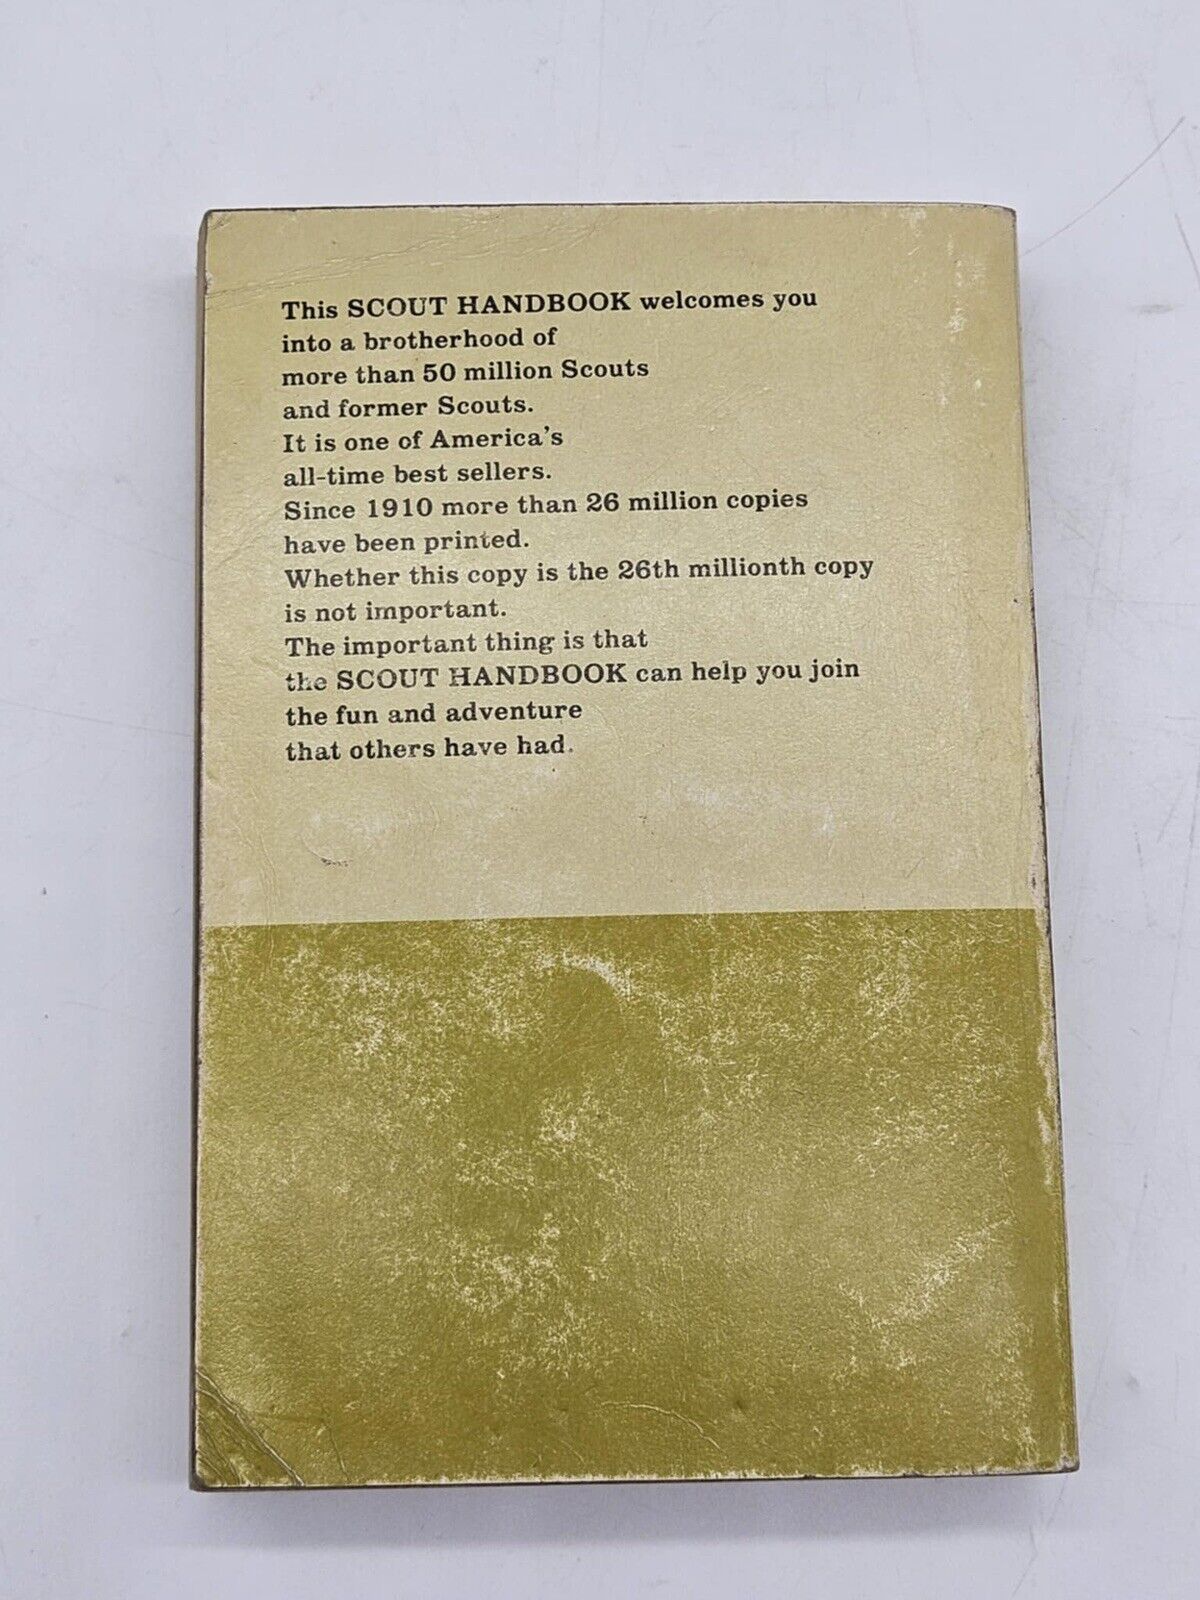 This SCOUT HANDBOOK welcomes you
into a brotherhood of
more than 50 million Scouts
and former Scouts.
It is one of America's
all-time best sellers.
Since 1910 more than 26 million copies
have been printed.
Whether this copy is the 26th millionth copy
is not important.
The important thing is that
the SCOUT HANDBOOK can help you join
the fun and adventure
that others have had.